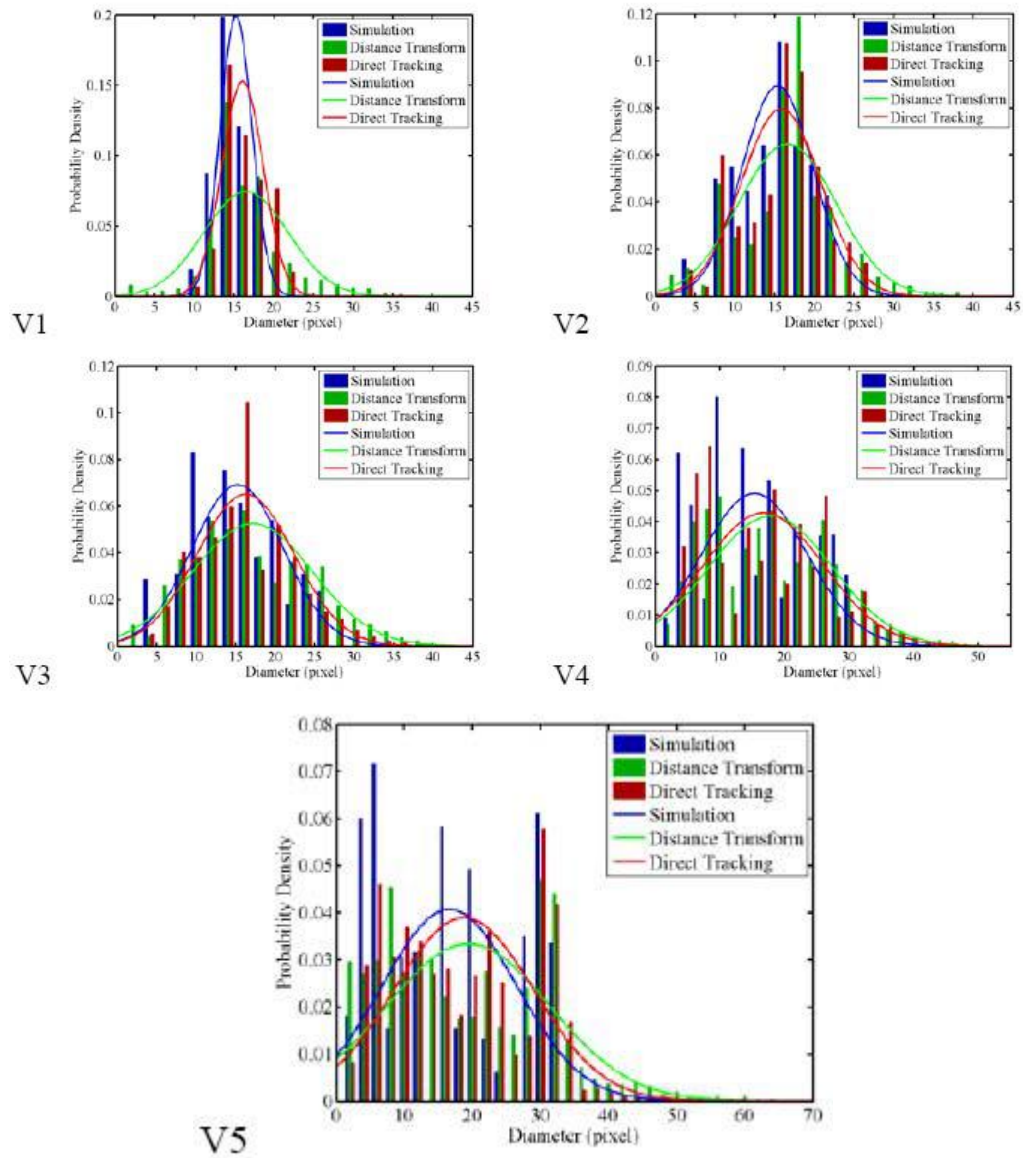 0.2
0.15
0.1
0.05
0
Probability Density
Simulation
Distance Transform
Direct Tracking
Simulation
Distance Transform
Direct Tracking
0 5 10 15 20 25 30 35 40 45
Diameter (pixel)
V1
0.12
0.1
0.08
0.06
0.04
0.02
0
Probability Density
Simulation
Distance Transform
Direct Tracking
Simulation
Distance Transform
Direct Tracking
0 5 10 15 20 25 30 35 40 45
Diameter (pixel)
V2
0.12
0.1
0.08
0.06
0.04
0.02
0
Probability Density
Simulation
Distance Transform
Direct Tracking
Simulation
Distance Transform
Direct Tracking
0 5 10 15 20 25 30 35 40 45
Diameter (pixel)
V3
0.09
0.08
0.07
0.06
0.05
0.04
0.03
0.02
0.01
0
Probability Density
Simulation
Distance Transform
Direct Tracking
Simulation
Distance Transform
Direct Tracking
0 10 20 30 40 50
Diameter (pixel)
V4
0.08
0.07
0.06
0.05
0.04
0.03
0.02
0.01
0
Probability Density
Simulation
Distance Transform
Direct Tracking
Simulation
Distance Transform
Direct Tracking
0 10 20 30 40 50 60 70
Diameter (pixel)
V5